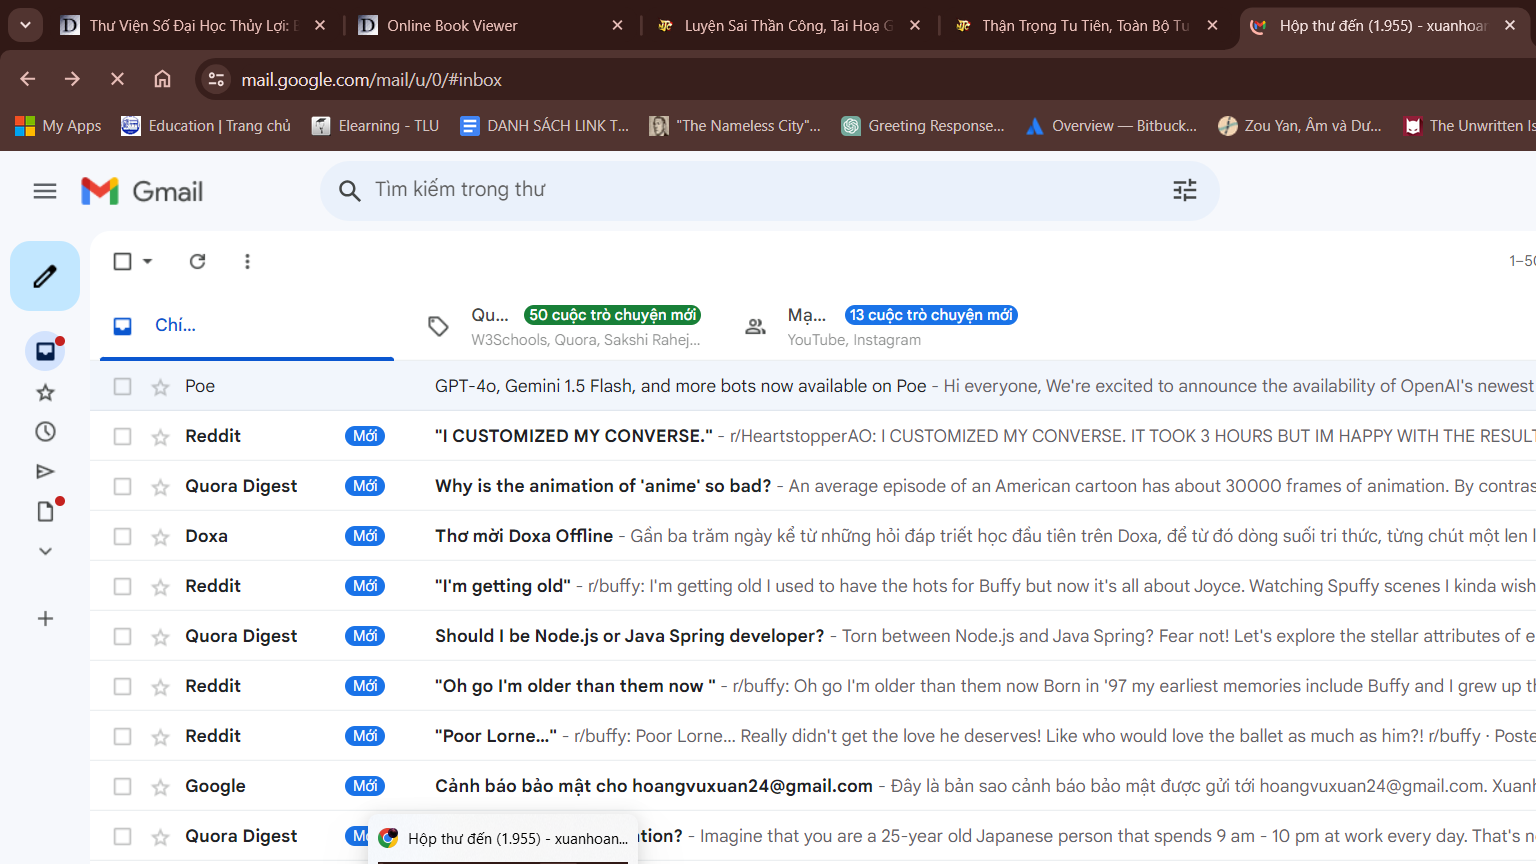 Thư Viện Số Đại Học Thủy Lợi: E
Online Book Viewer
Luyện Sai Thần Công, Tai Hoạ G
Thận Trọng Tu Tiên, Toàn Bộ Tu
Hộp thư đến (1.955) - xuanhoan
mail.google.com/mail/u/0/#inbox
My Apps
Education | Trang chủ
Elearning - TLU
DANH SÁCH LINK T...
"The Nameless City"...
Greeting Response...
Overview — Bitbuck...
Zou Yan, Âm và Dư...
The Unwritten Is
Gmail
Tìm kiếm trong thư
1–50
Chí...
Qu... 50 cuộc trò chuyện mới
W3Schools, Quora, Sakshi Rahej...
Mạ... 13 cuộc trò chuyện mới
YouTube, Instagram
Poe GPT-4o, Gemini 1.5 Flash, and more bots now available on Poe - Hi everyone, We're excited to announce the availability of OpenAI's newest
Reddit Mới "I CUSTOMIZED MY CONVERSE." - r/HeartstopperAO: I CUSTOMIZED MY CONVERSE. IT TOOK 3 HOURS BUT IM HAPPY WITH THE RESULT
Quora Digest Mới Why is the animation of 'anime' so bad? - An average episode of an American cartoon has about 30000 frames of animation. By contras
Doxa Mới Thơ mời Doxa Offline - Gần ba trăm ngày kể từ những hỏi đáp triết học đầu tiên trên Doxa, để từ đó dòng suối tri thức, từng chút một len l
Reddit Mới "I'm getting old" - r/buffy: I'm getting old I used to have the hots for Buffy but now it's all about Joyce. Watching Spuffy scenes I kinda wish
Quora Digest Mới Should I be Node.js or Java Spring developer? - Torn between Node.js and Java Spring? Fear not! Let's explore the stellar attributes of e
Reddit Mới "Oh go I'm older than them now " - r/buffy: Oh go I'm older than them now Born in '97 my earliest memories include Buffy and I grew up th
Reddit Mới "Poor Lorne..." - r/buffy: Poor Lorne... Really didn't get the love he deserves! Like who would love the ballet as much as him?! r/buffy · Poste
Google Mới Cảnh báo bảo mật cho hoangvuxuan24@gmail.com - Đây là bản sao cảnh báo bảo mật được gửi tới hoangvuxuan24@gmail.com. Xuanh
Quora Digest - Imagine that you are a 25-year old Japanese person that spends 9 am - 10 pm at work every day. That's n
Hộp thư đến (1.955) - xuanhoan...